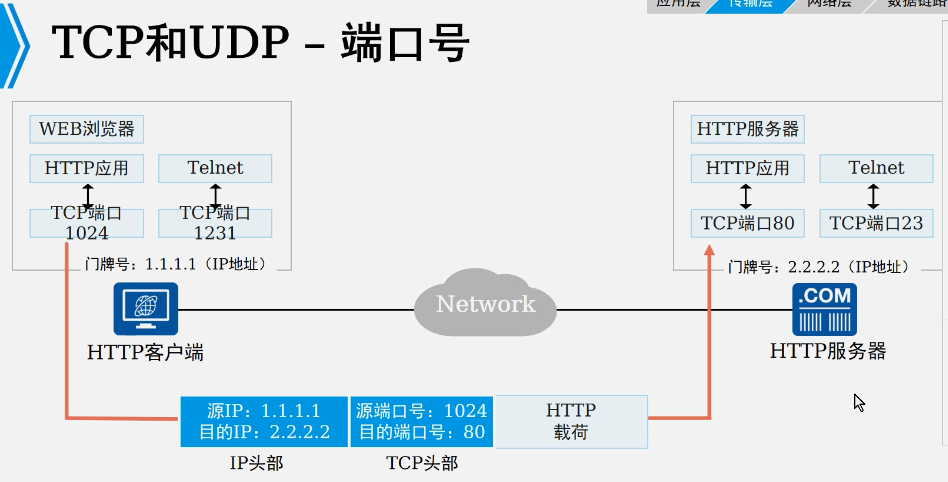 应用层 传输层 网络层 数据链路
TCP和UDP – 端口号
WEB浏览器
HTTP应用 Telnet
TCP端口 TCP端口
1024 1231
门牌号：1.1.1.1（IP地址）
HTTP客户端
Network
HTTP服务器
HTTP应用 Telnet
TCP端口80 TCP端口23
门牌号：2.2.2.2（IP地址）
.COM
HTTP服务器
源IP：1.1.1.1
目的IP：2.2.2.2
IP头部
源端口号：1024
目的端口号：80
TCP头部
HTTP
载荷